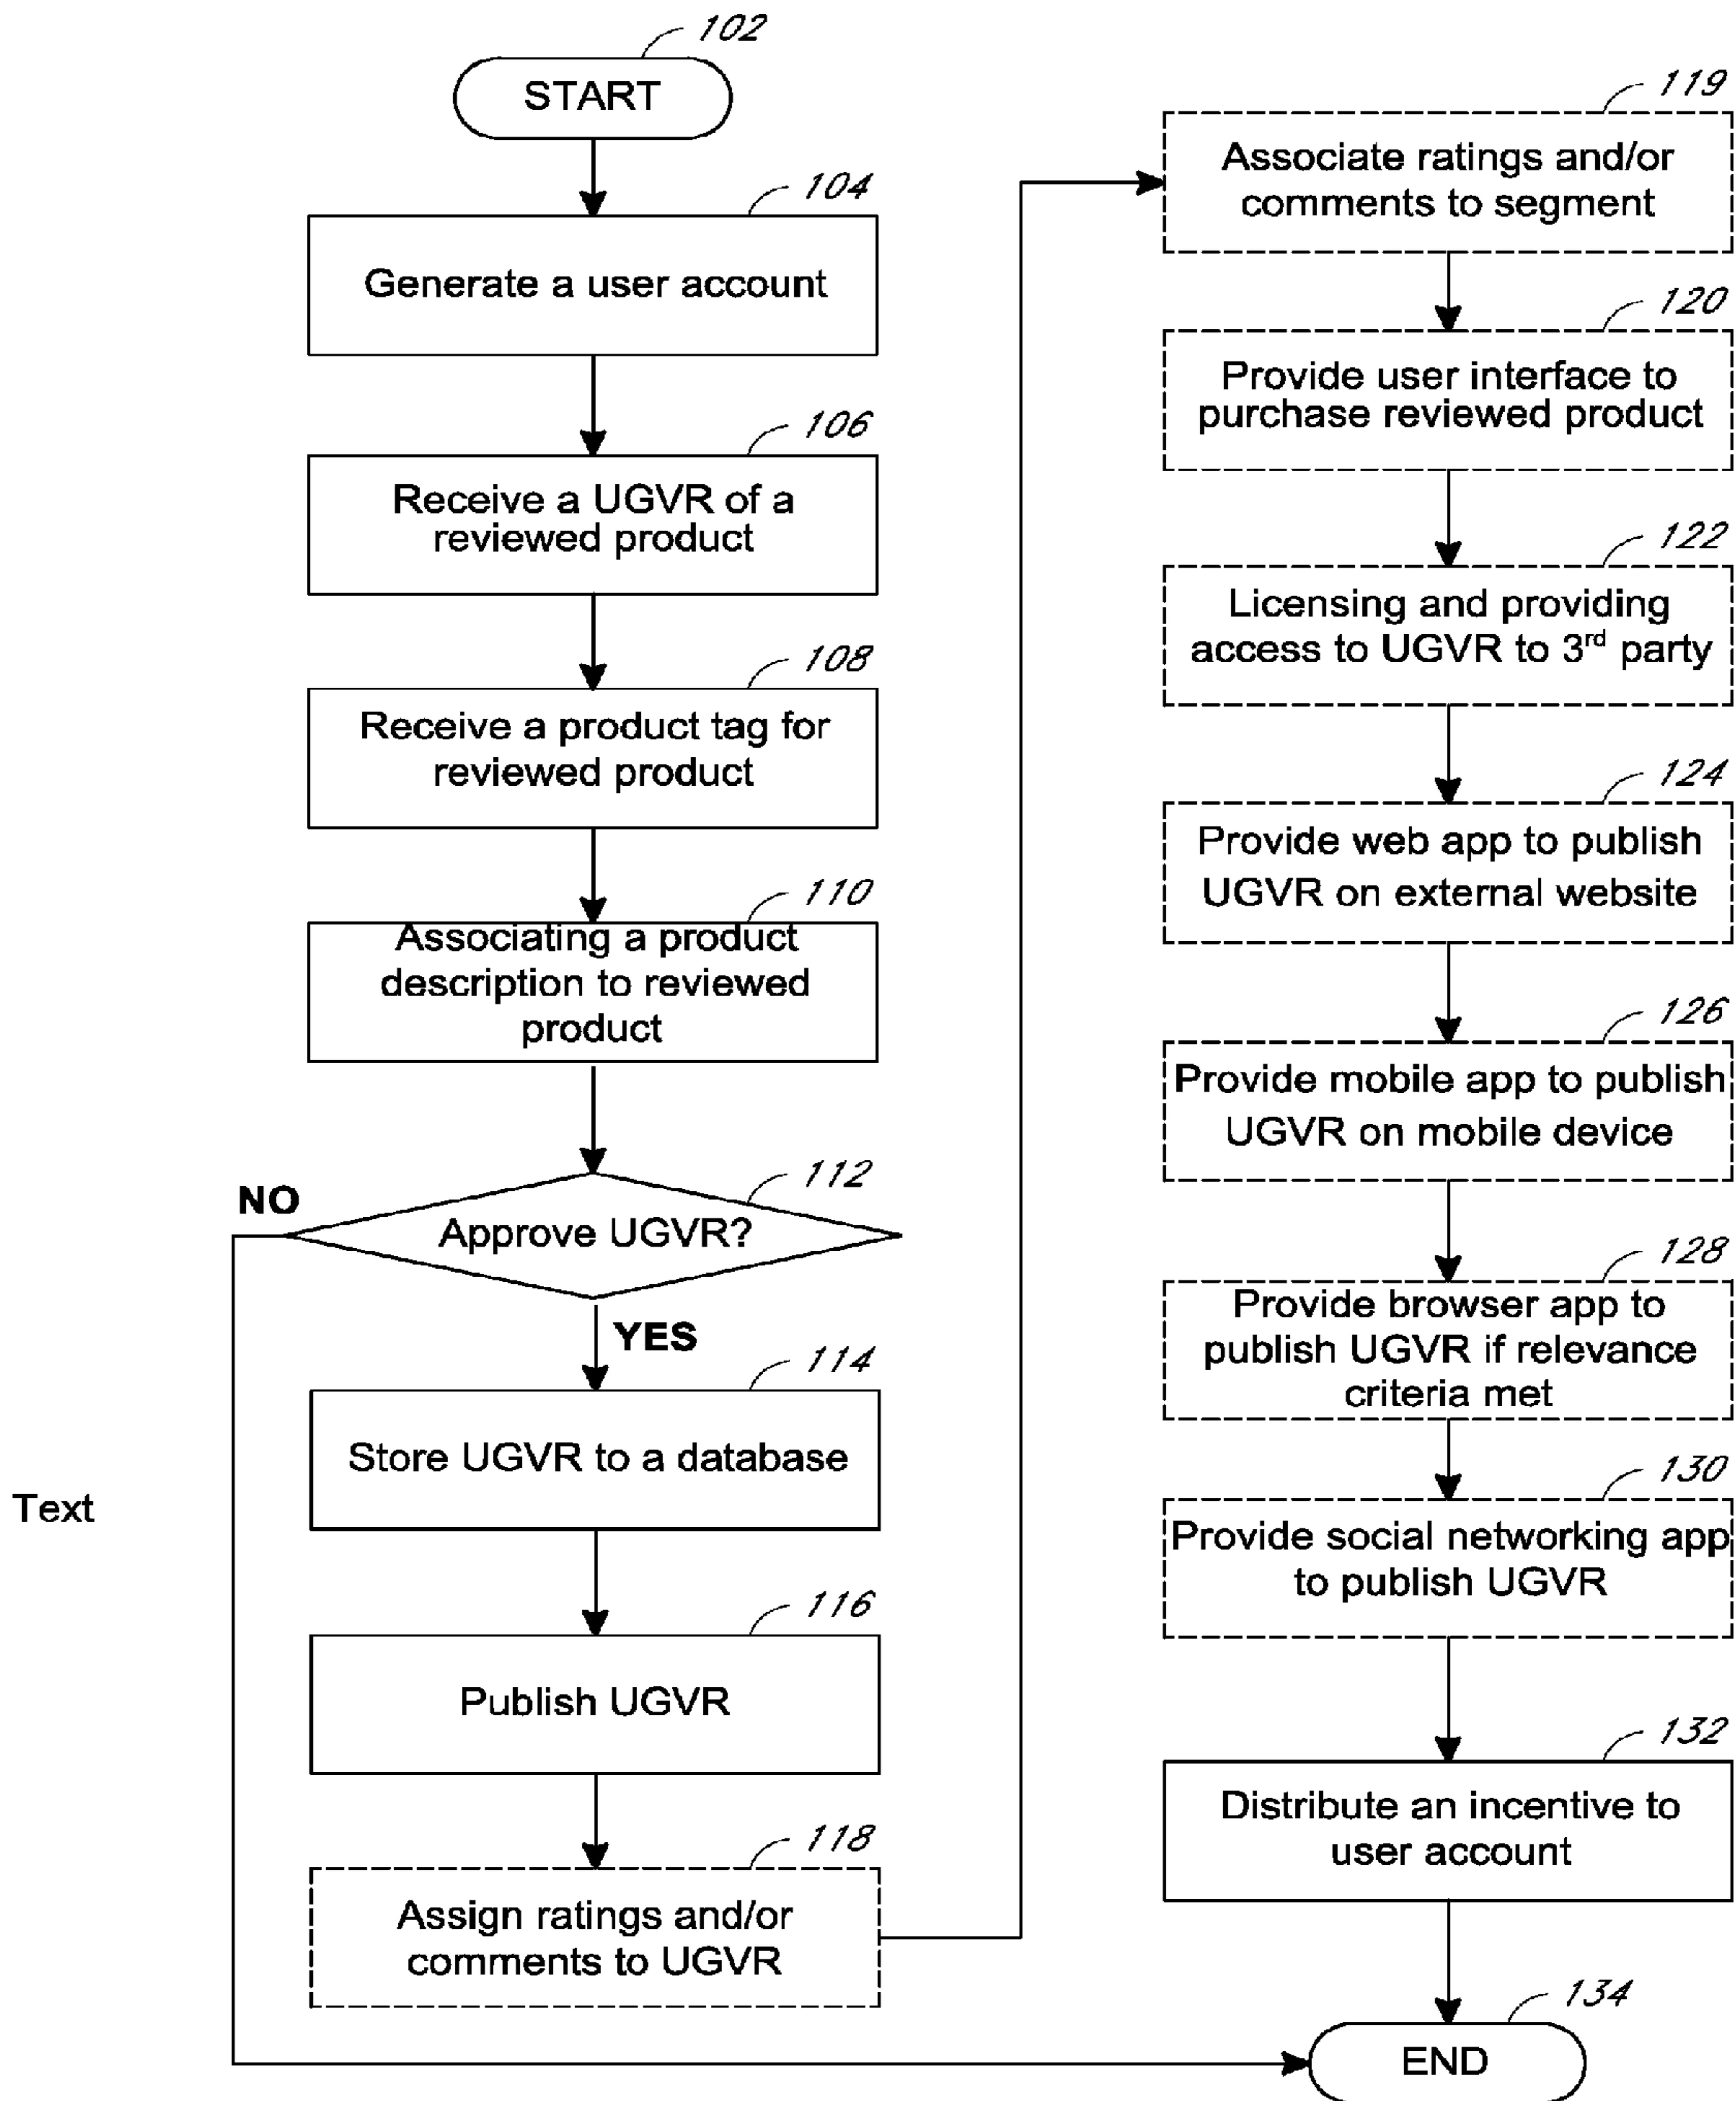 102
START
104
Generate a user account
106
Receive a UGVR of a
reviewed product
108
Receive a product tag for
reviewed product
110
Associating a product
description to reviewed
product
112
NO
Approve UGVR?
YES
114
Store UGVR to a database
Text
116
Publish UGVR
118
Assign ratings and/or
comments to UGVR
119
Associate ratings and/or
comments to segment
120
Provide user interface to
purchase reviewed product
122
Licensing and providing
access to UGVR to 3rd party
124
Provide web app to publish
UGVR on external website
126
Provide mobile app to publish
UGVR on mobile device
128
Provide browser app to
publish UGVR if relevance
criteria met
130
Provide social networking app
to publish UGVR
132
Distribute an incentive to
user account
134
END